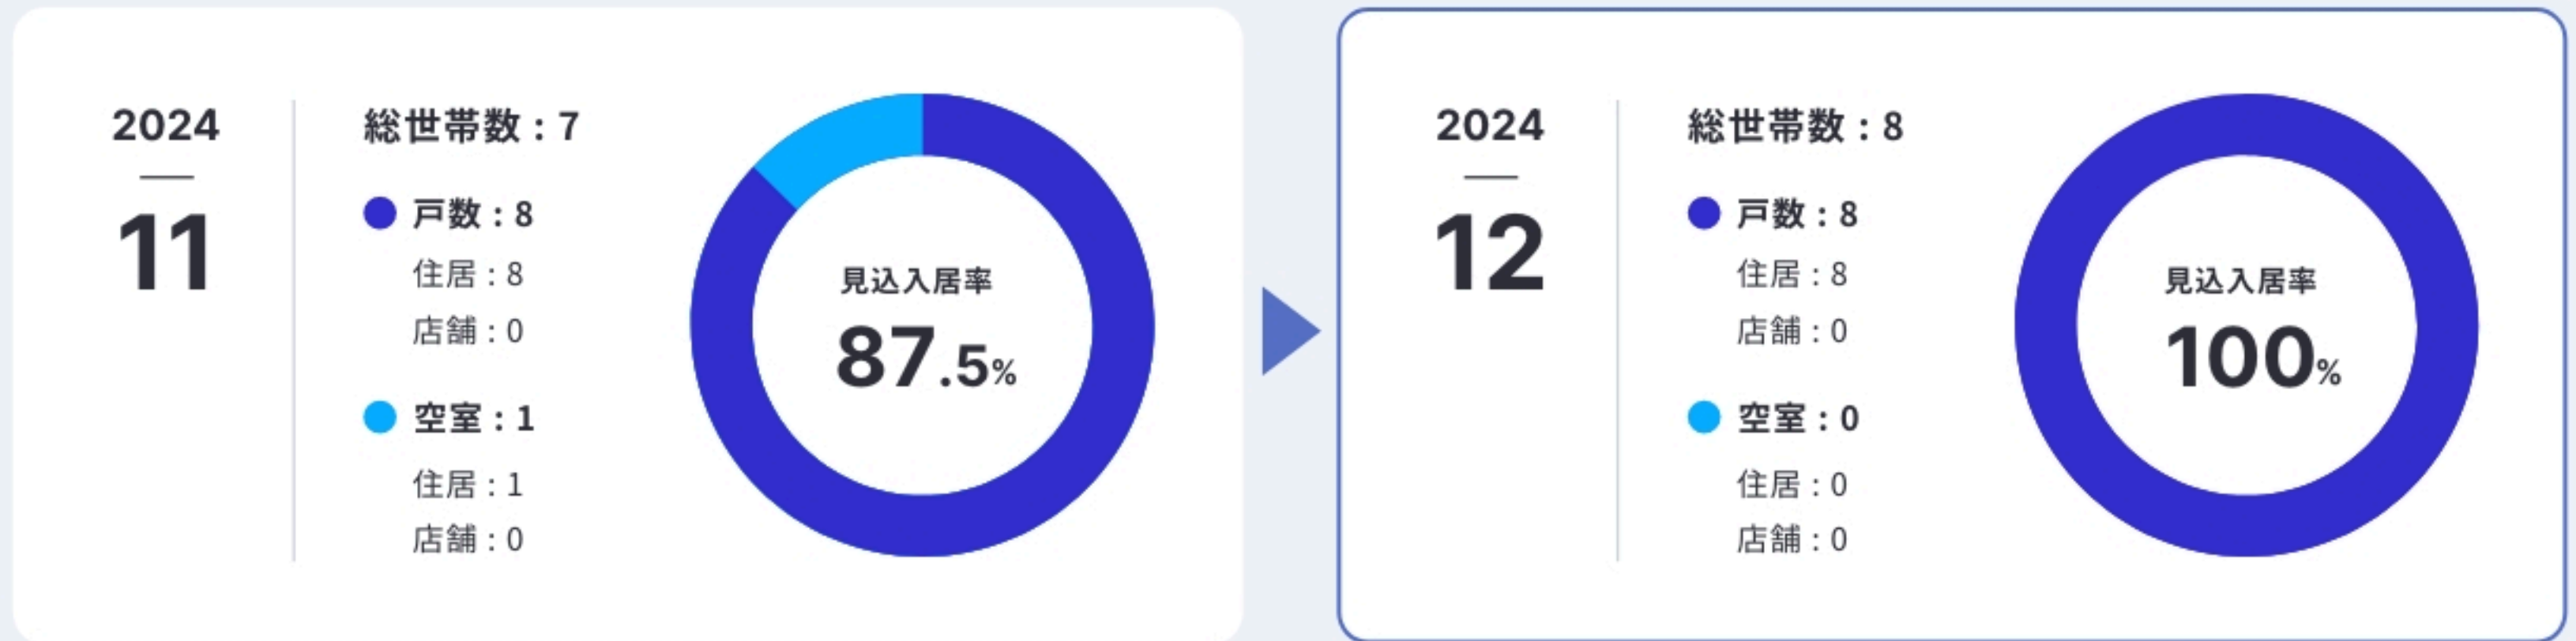 2024
11
総世帯数 : 7
戸数 : 8
住居 : 8
店舗 : 0
空室 : 1
住居 : 1
店舗 : 0
見込入居率
87.5%
2024
12
総世帯数 : 8
戸数 : 8
住居 : 8
店舗 : 0
空室 : 0
住居 : 0
店舗 : 0
見込入居率
100%